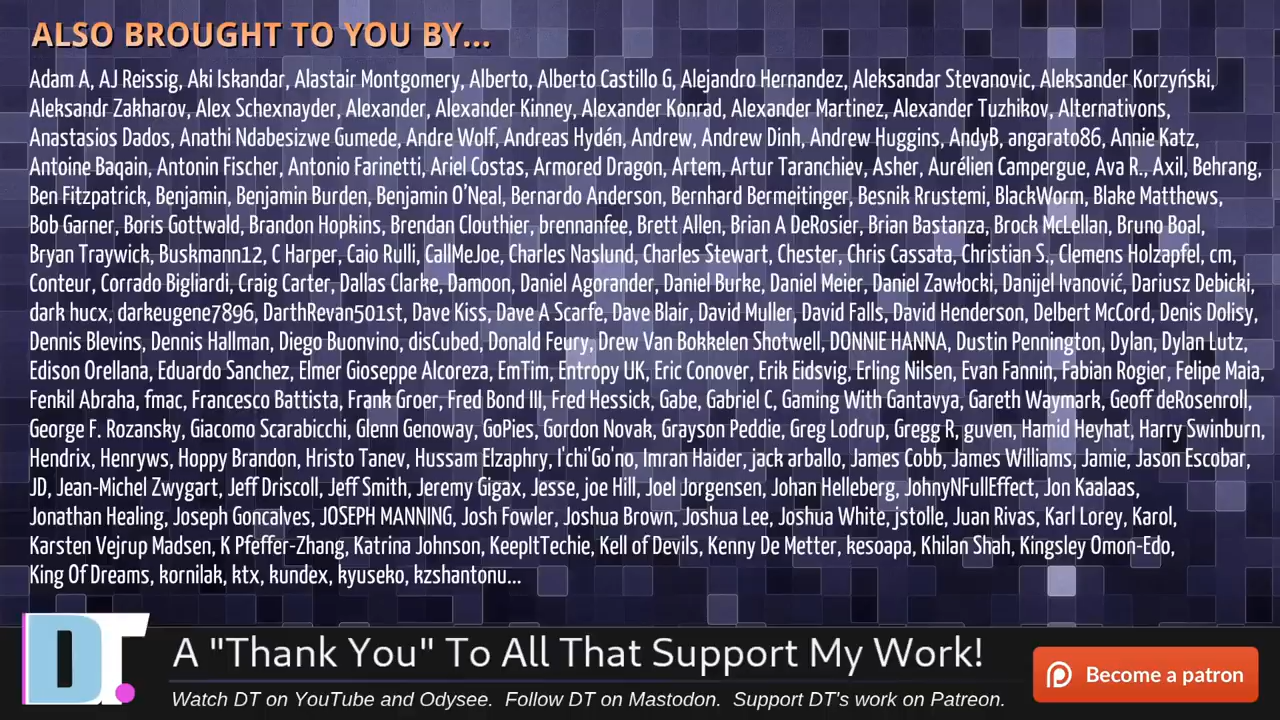 ALSO BROUGHT TO YOU BY...
Adam A, AJ Reissig, Aki Iskandar, Alastair Montgomery, Alberto, Alberto Castillo G, Alejandro Hernandez, Aleksandar Stevanovic, Aleksander Korzyński,
Aleksandr Zakharov, Alex Schexnayder, Alexander, Alexander Kinney, Alexander Konrad, Alexander Martinez, Alexander Tuzhikov, Alternativons,
Anastasios Dados, Anathi Ndabesizwe Gumede, Andre Wolf, Andreas Hydén, Andrew, Andrew Dinh, Andrew Huggins, AndyB, angarato86, Annie Katz,
Antoine Baqain, Antonin Fischer, Antonio Farinetti, Ariel Costas, Armored Dragon, Artem, Artur Taranchiev, Asher, Aurélien Campergue, Ava R., Axil, Behrang,
Ben Fitzpatrick, Benjamin, Benjamin Burden, Benjamin O'Neal, Bernardo Anderson, Bernhard Bermeitinger, Besnik Rrustemi, BlackWorm, Blake Matthews,
Bob Garner, Boris Gottwald, Brandon Hopkins, Brendan Clouthier, brennanfee, Brett Allen, Brian A DeRosier, Brian Bastanza, Brock McLellan, Bruno Boal,
Bryan Traywick, Buskmann12, C Harper, Caio Rulli, CallMeJoe, Charles Naslund, Charles Stewart, Chester, Chris Cassata, Christian S., Clemens Holzapfel, cm,
Conteur, Corrado Bigliardi, Craig Carter, Dallas Clarke, Damoon, Daniel Agorander, Daniel Burke, Daniel Meier, Daniel Zawłocki, Danijel Ivanović, Dariusz Debicki,
dark hucx, darkeugene7896, DarthRevan501st, Dave Kiss, Dave A Scarfe, Dave Blair, David Muller, David Falls, David Henderson, Delbert McCord, Denis Dolisy,
Dennis Blevins, Dennis Hallman, Diego Buonvino, disCubed, Donald Feury, Drew Van Bokkelen Shotwell, DONNIE HANNA, Dustin Pennington, Dylan, Dylan Lutz,
Edison Orellana, Eduardo Sanchez, Elmer Gioseppe Alcoreza, EmTim, Entropy UK, Eric Conover, Erik Eidsvig, Erling Nilsen, Evan Fannin, Fabian Rogier, Felipe Maia,
Fenkil Abraha, fmac, Francesco Battista, Frank Groer, Fred Bond III, Fred Hessick, Gabe, Gabriel C, Gaming With Gantavya, Gareth Waymark, Geoff deRosenroll,
George F. Rozansky, Giacomo Scarabicchi, Glenn Genoway, GoPies, Gordon Novak, Grayson Peddie, Greg Lodrup, Gregg R, guven, Hamid Heyhat, Harry Swinburn,
Hendrix, Henryws, Hoppy Brandon, Hristo Tanev, Hussam Elzaphry, I'chi'Go'no, Imran Haider, jack arballo, James Cobb, James Williams, Jamie, Jason Escobar,
JD, Jean-Michel Zwygart, Jeff Driscoll, Jeff Smith, Jeremy Gigax, Jesse, joe Hill, Joel Jorgensen, Johan Helleberg, JohnyNFullEffect, Jon Kaalaas,
Jonathan Healing, Joseph Goncalves, JOSEPH MANNING, Josh Fowler, Joshua Brown, Joshua Lee, Joshua White, jstolle, Juan Rivas, Karl Lorey, Karol,
Karsten Vejrup Madsen, K Pfeffer-Zhang, Katrina Johnson, KeepItTechie, Kell of Devils, Kenny De Metter, kesoapa, Khilan Shah, Kingsley Omon-Edo,
King Of Dreams, kornilak, ktx, kundex, kyuseko, kzshantonu...
DT.
A "Thank You" To All That Support My Work!
Become a patron
Watch DT on YouTube and Odysee. Follow DT on Mastodon. Support DT's work on Patreon.